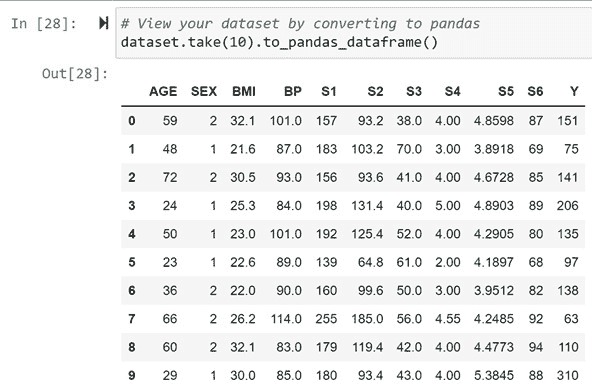 In [28]: # View your dataset by converting to pandas
dataset.take(10).to_pandas_dataframe()
Out[28]:
AGE SEX BMI BP S1 S2 S3 S4 S5 S6 Y
0 59 2 32.1 101.0 157 93.2 38.0 4.00 4.8598 87 151
1 48 1 21.6 87.0 183 103.2 70.0 3.00 3.8918 69 75
2 72 2 30.5 93.0 156 93.6 41.0 4.00 4.6728 85 141
3 24 1 25.3 84.0 198 131.4 40.0 5.00 4.8903 89 206
4 50 1 23.0 101.0 192 125.4 52.0 4.00 4.2905 80 135
5 23 1 22.6 89.0 139 64.8 61.0 2.00 4.1897 68 97
6 36 2 22.0 90.0 160 99.6 50.0 3.00 3.9512 82 138
7 66 2 26.2 114.0 255 185.0 56.0 4.55 4.2485 92 63
8 60 2 32.1 83.0 179 119.4 42.0 4.00 4.4773 94 110
9 29 1 30.0 85.0 180 93.4 43.0 4.00 5.3845 88 310